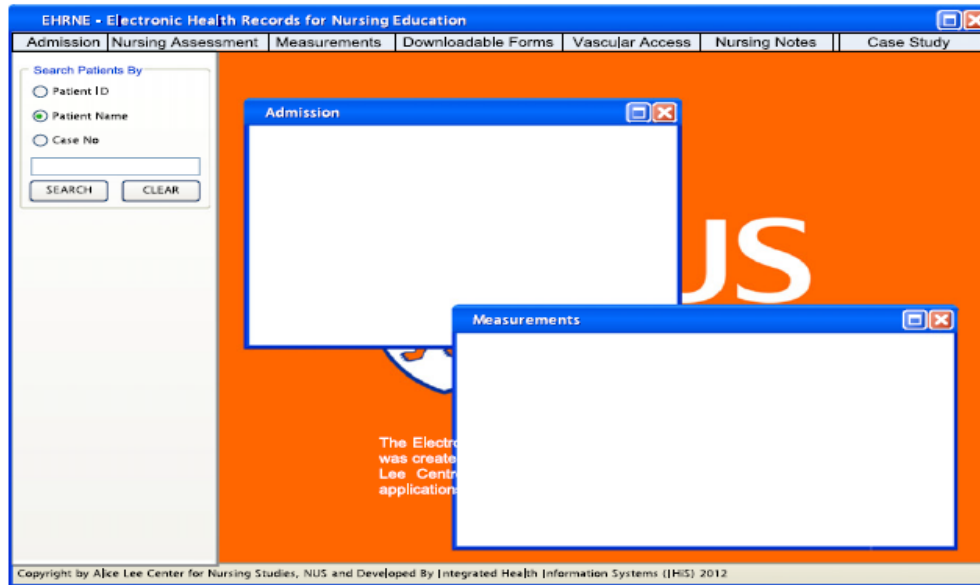 EHRNE - Electronic Health Records for Nursing Education
Admission Nursing Assessment Measurements Downloadable Forms Vascular Access Nursing Notes Case Study
Search Patients By
Patient ID
Patient Name
Case No
SEARCH CLEAR
Admission
US
Measurements
The Electro
was create
Lee Centr
application
Copyright by Alice Lee Center for Nursing Studies, NUS and Developed By Integrated Health Information Systems (IHiS) 2012